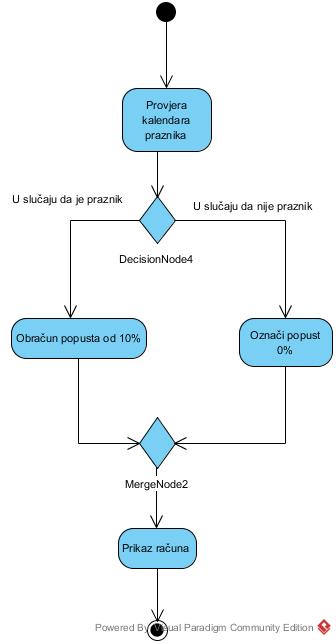 Provjera
kalendara
praznika
U slučaju da je praznik
U slučaju da nije praznik
DecisionNode4
Obračun popusta od 10%
Označi popust
0%
MergeNode2
Prikaz računa
Powered By Visual Paradigm Community Edition